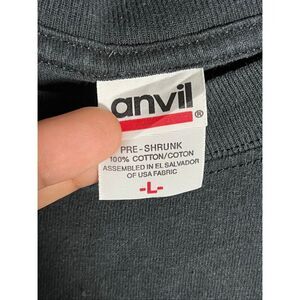 anvil®
PRE-SHRUNK
100% COTTON/COTON
ASSEMBLED IN EL SALVADOR
OF USA FABRIC
-L-